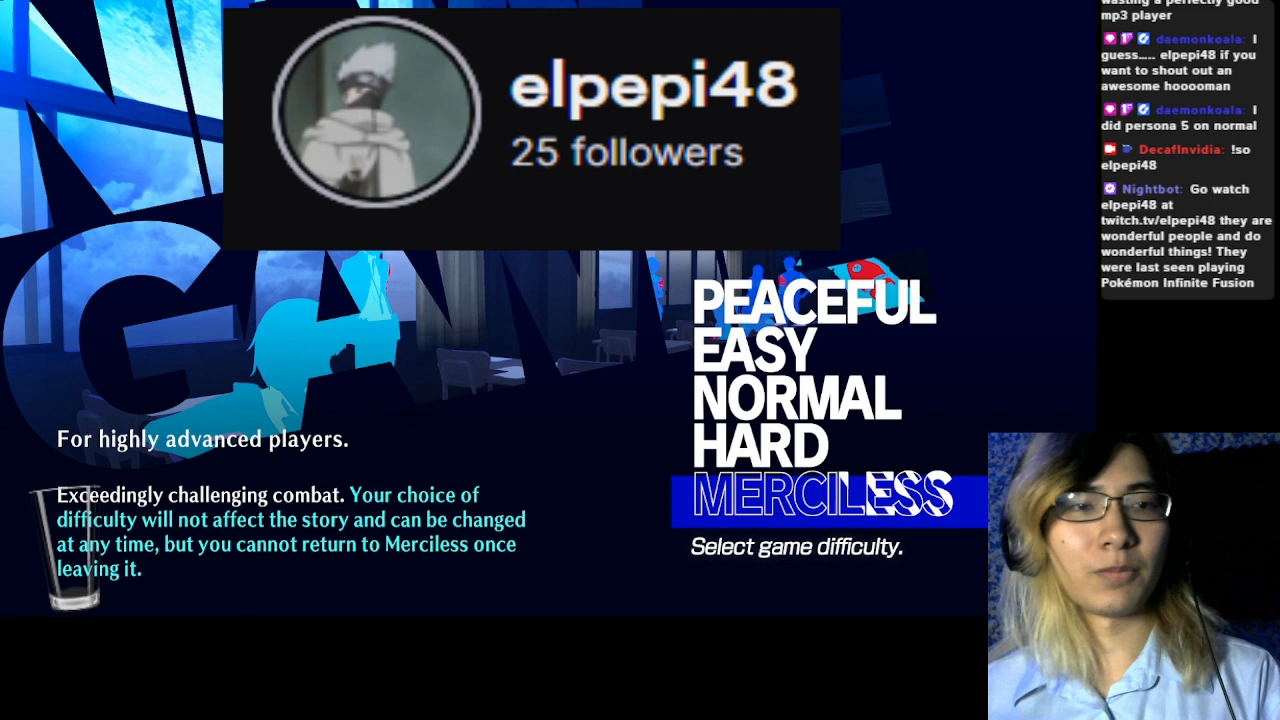 NEW
GAME
elpepi48
25 followers
PEACEFUL
EASY
NORMAL
HARD
MERCILESS
Select game difficulty.
For highly advanced players.
Exceedingly challenging combat. Your choice of
difficulty will not affect the story and can be changed
at any time, but you cannot return to Merciless once
leaving it.
wasting a perfectly good
mp3 player
daemonkoala: I
guess..... elpepi48 if you
want to shout out an
awesome hooooman
daemonkoala: I
did persona 5 on normal
DecafInvidia: !so
elpepi48
Nightbot: Go watch
elpepi48 at
twitch.tv/elpepi48 they are
wonderful people and do
wonderful things! They
were last seen playing
Pokémon Infinite Fusion